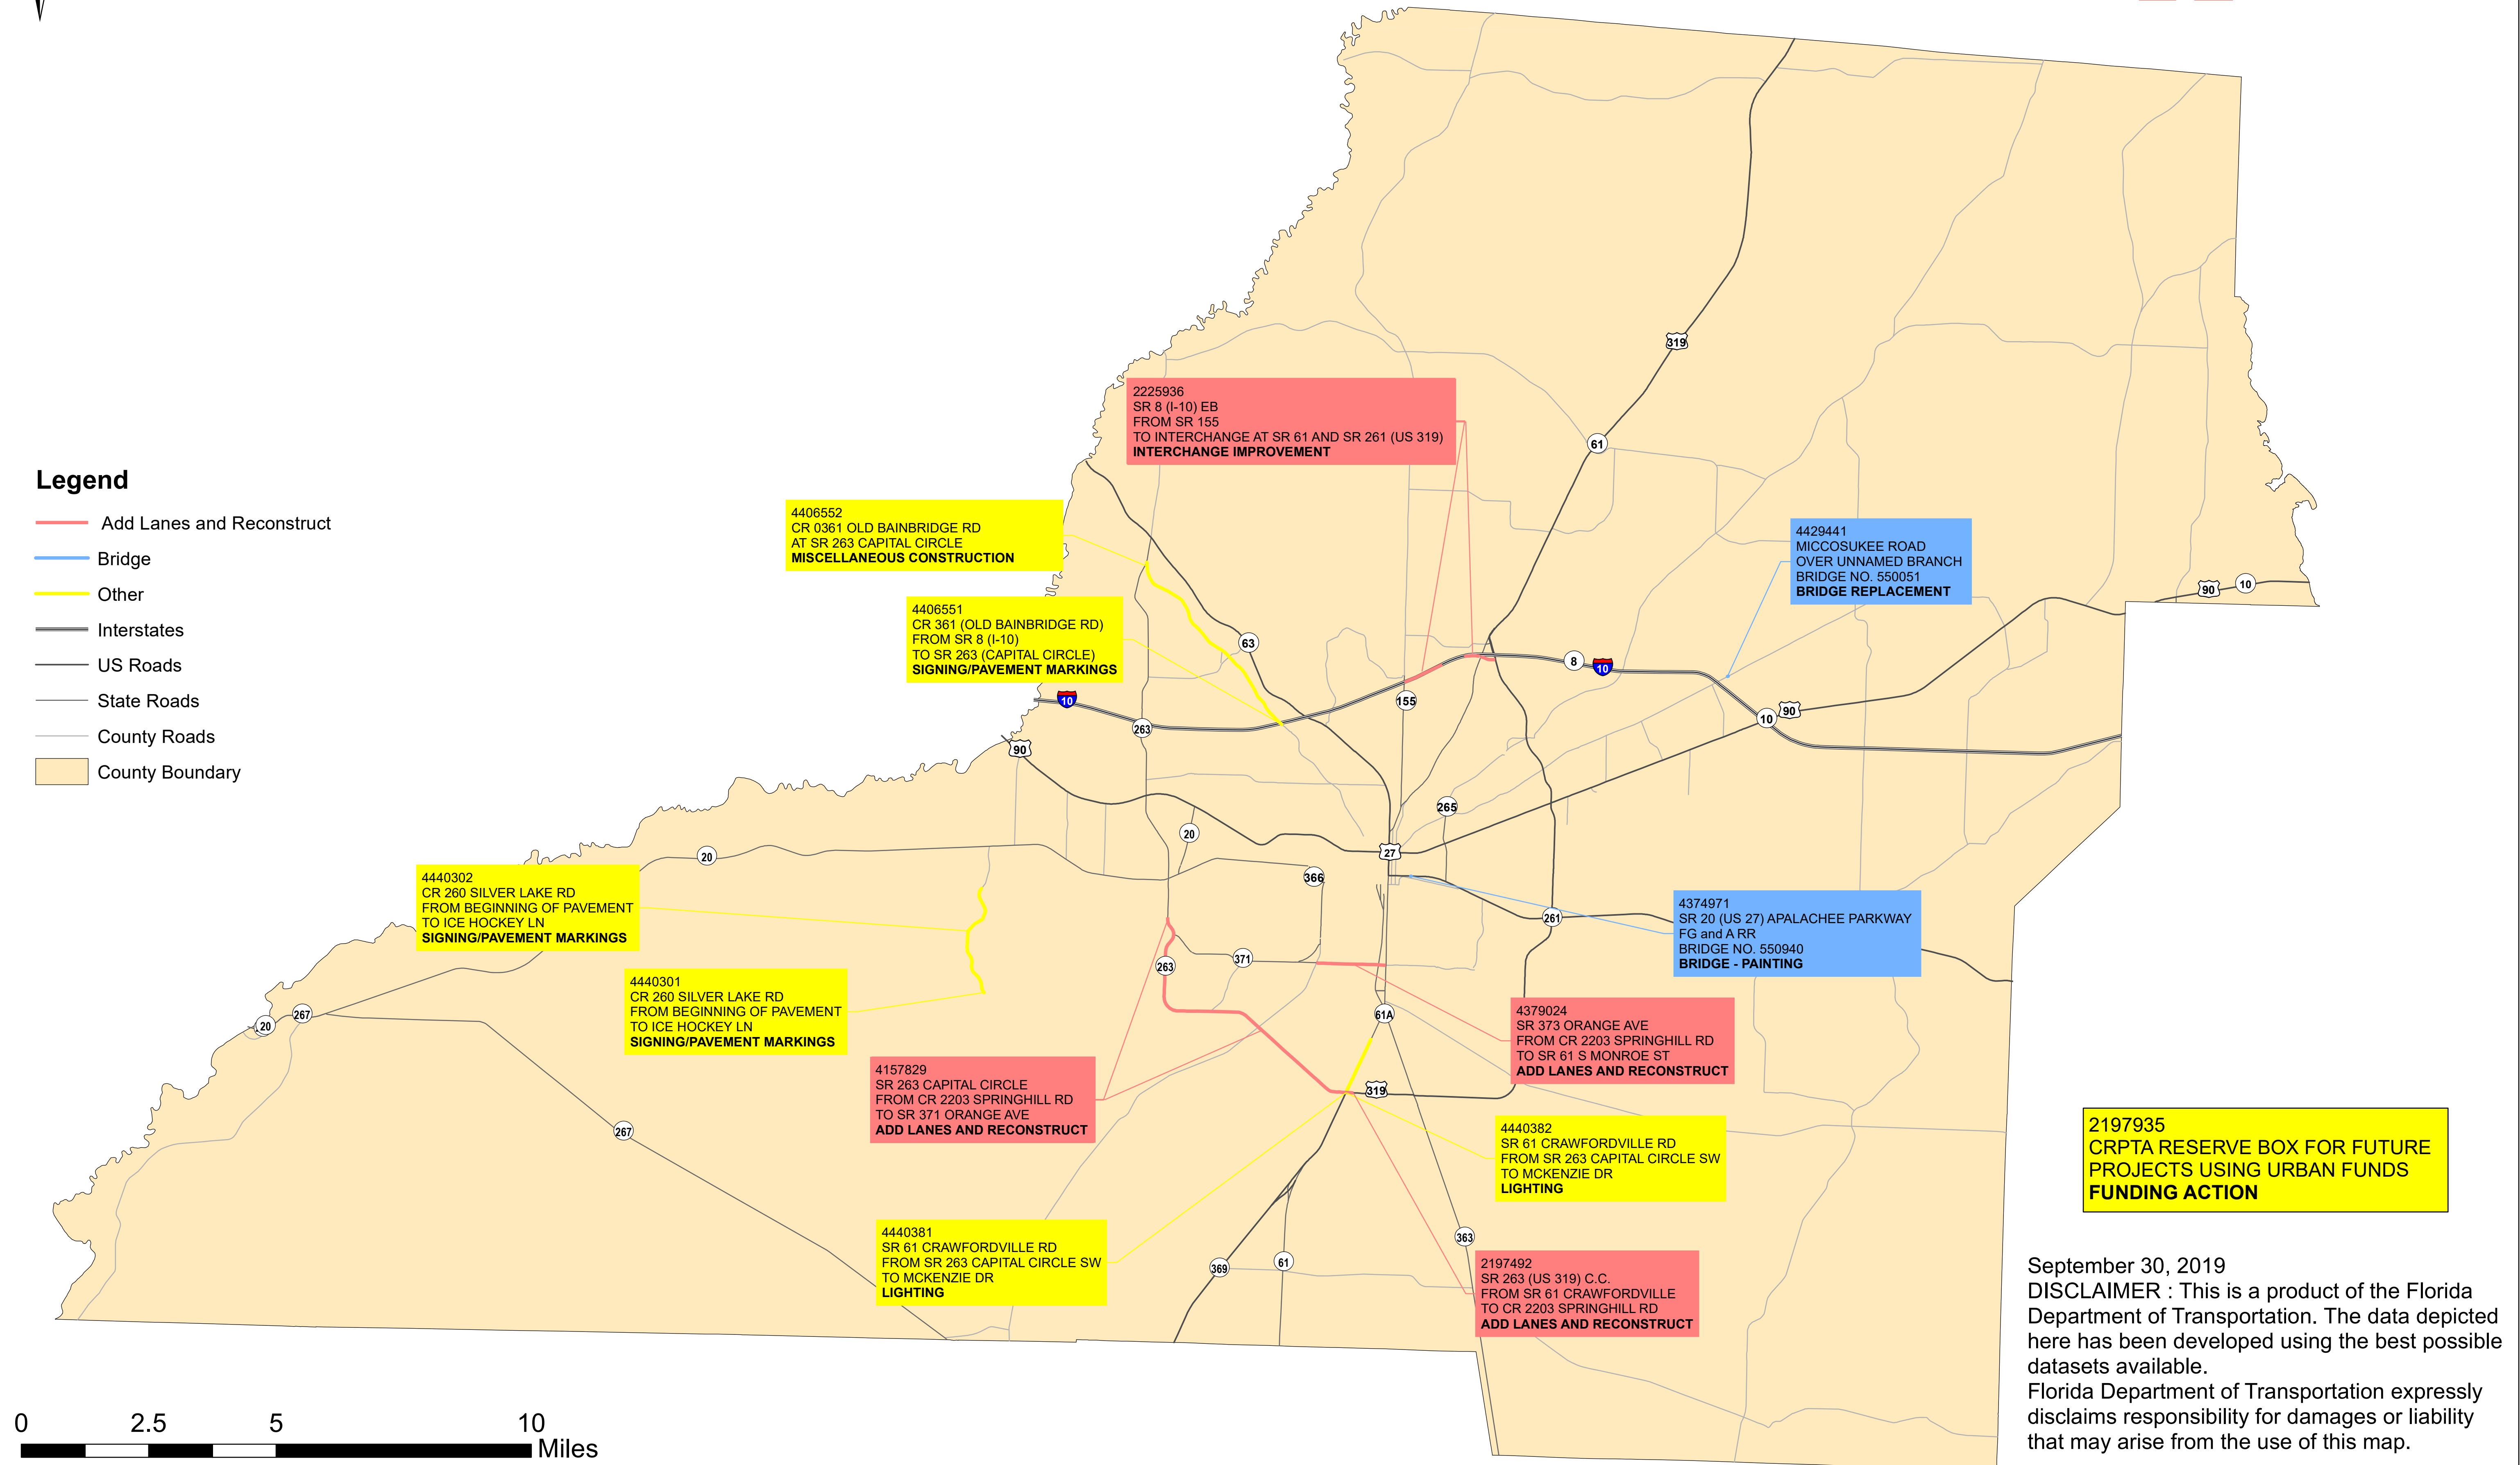 2225936
SR 8 (I-10) EB
FROM SR 155
TO INTERCHANGE AT SR 61 AND SR 261 (US 319)
INTERCHANGE IMPROVEMENT
4406552
CR 0361 OLD BAINBRIDGE RD
AT SR 263 CAPITAL CIRCLE
MISCELLANEOUS CONSTRUCTION
4406551
CR 361 (OLD BAINBRIDGE RD)
FROM SR 8 (I-10)
TO SR 263 (CAPITAL CIRCLE)
SIGNING/PAVEMENT MARKINGS
4429441
MICCOSUKEE ROAD
OVER UNNAMED BRANCH
BRIDGE NO. 550051
BRIDGE REPLACEMENT
Legend
Add Lanes and Reconstruct
Bridge
Other
Interstates
US Roads
State Roads
County Roads
County Boundary
319
61
63
8
10
10
155
263
90
10
90
90
10
265
20
20
27
366
261
263
371
61A
319
20
267
267
369
61
363
4440302
CR 260 SILVER LAKE RD
FROM BEGINNING OF PAVEMENT
TO ICE HOCKEY LN
SIGNING/PAVEMENT MARKINGS
4440301
CR 260 SILVER LAKE RD
FROM BEGINNING OF PAVEMENT
TO ICE HOCKEY LN
SIGNING/PAVEMENT MARKINGS
4374971
SR 20 (US 27) APALACHEE PARKWAY
FG and A RR
BRIDGE NO. 550940
BRIDGE - PAINTING
4379024
SR 373 ORANGE AVE
FROM CR 2203 SPRINGHILL RD
TO SR 61 S MONROE ST
ADD LANES AND RECONSTRUCT
4157829
SR 263 CAPITAL CIRCLE
FROM CR 2203 SPRINGHILL RD
TO SR 371 ORANGE AVE
ADD LANES AND RECONSTRUCT
4440382
SR 61 CRAWFORDVILLE RD
FROM SR 263 CAPITAL CIRCLE SW
TO MCKENZIE DR
LIGHTING
4440381
SR 61 CRAWFORDVILLE RD
FROM SR 263 CAPITAL CIRCLE SW
TO MCKENZIE DR
LIGHTING
2197492
SR 263 (US 319) C.C.
FROM SR 61 CRAWFORDVILLE
TO CR 2203 SPRINGHILL RD
ADD LANES AND RECONSTRUCT
2197935
CRPTA RESERVE BOX FOR FUTURE
PROJECTS USING URBAN FUNDS
FUNDING ACTION
September 30, 2019
DISCLAIMER : This is a product of the Florida
Department of Transportation. The data depicted
here has been developed using the best possible
datasets available.
Florida Department of Transportation expressly
disclaims responsibility for damages or liability
that may arise from the use of this map.
0 2.5 5 10
Miles